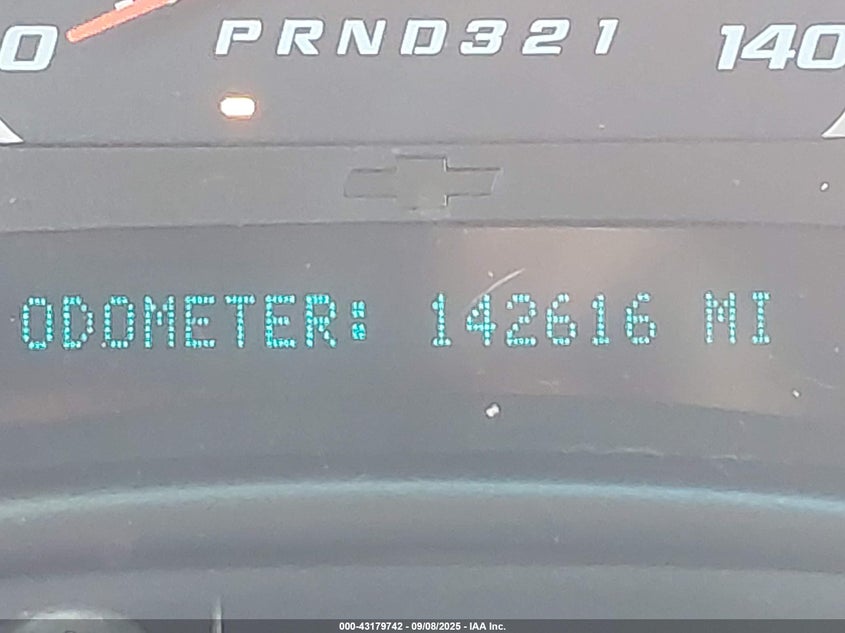 0 PRND321 140
ODOMETER: 142616 MI
000-43179742 - 09/08/2025 - IAA Inc.